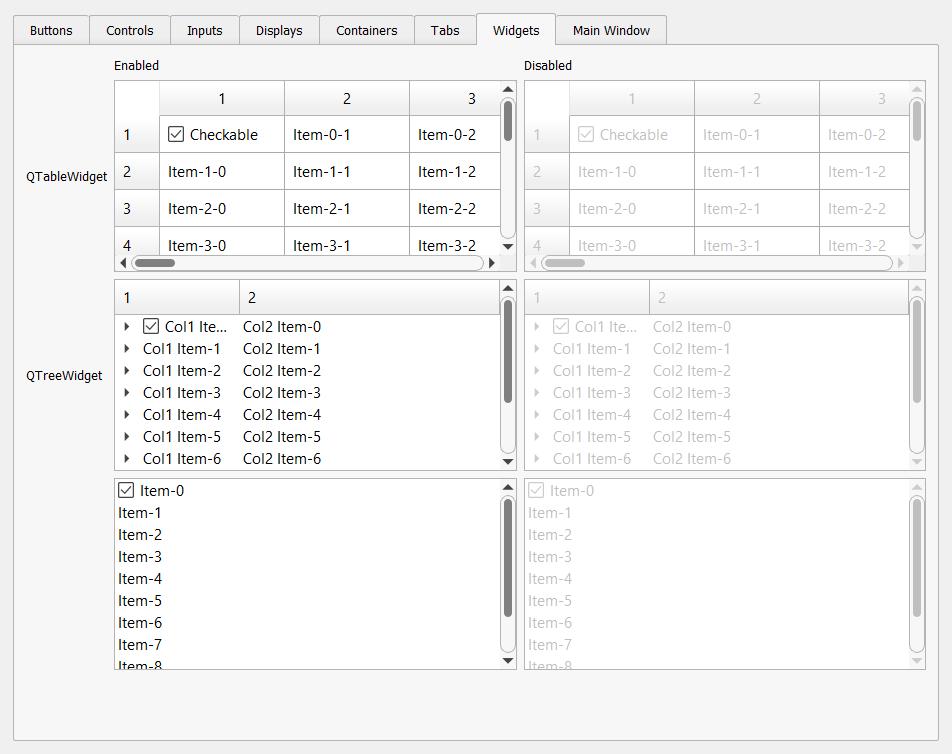 Buttons Controls Inputs Displays Containers Tabs Widgets Main Window
Enabled Disabled
QTableWidget
1 2 3
1 Checkable Item-0-1 Item-0-2
2 Item-1-0 Item-1-1 Item-1-2
3 Item-2-0 Item-2-1 Item-2-2
4 Item-3-0 Item-3-1 Item-3-2
1 2 3
1 Checkable Item-0-1 Item-0-2
2 Item-1-0 Item-1-1 Item-1-2
3 Item-2-0 Item-2-1 Item-2-2
4 Item-3-0 Item-3-1 Item-3-2
QTreeWidget
1 2
Col1 Ite... Col2 Item-0
Col1 Item-1 Col2 Item-1
Col1 Item-2 Col2 Item-2
Col1 Item-3 Col2 Item-3
Col1 Item-4 Col2 Item-4
Col1 Item-5 Col2 Item-5
Col1 Item-6 Col2 Item-6
1 2
Col1 Ite... Col2 Item-0
Col1 Item-1 Col2 Item-1
Col1 Item-2 Col2 Item-2
Col1 Item-3 Col2 Item-3
Col1 Item-4 Col2 Item-4
Col1 Item-5 Col2 Item-5
Col1 Item-6 Col2 Item-6
Item-0
Item-1
Item-2
Item-3
Item-4
Item-5
Item-6
Item-7
Item-8
Item-0
Item-1
Item-2
Item-3
Item-4
Item-5
Item-6
Item-7
Item-8